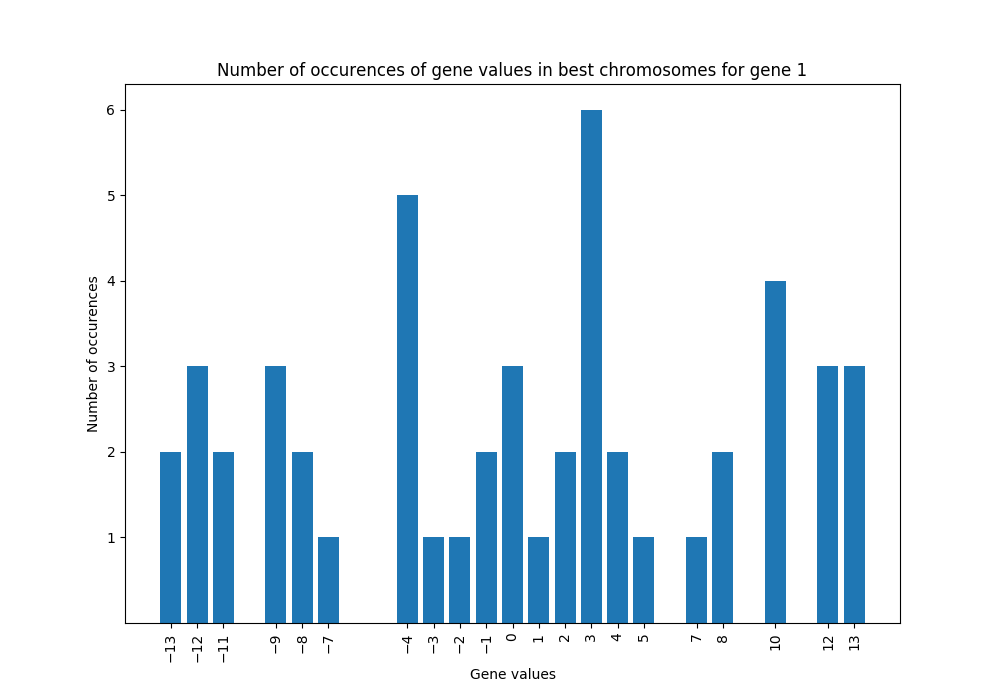 Number of occurences of gene values in best chromosomes for gene 1
6
5
4
3
2
1
Number of occurences
−13 −12 −11 −9 −8 −7 −4 −3 −2 −1 0 1 2 3 4 5 7 8 10 12 13
Gene values